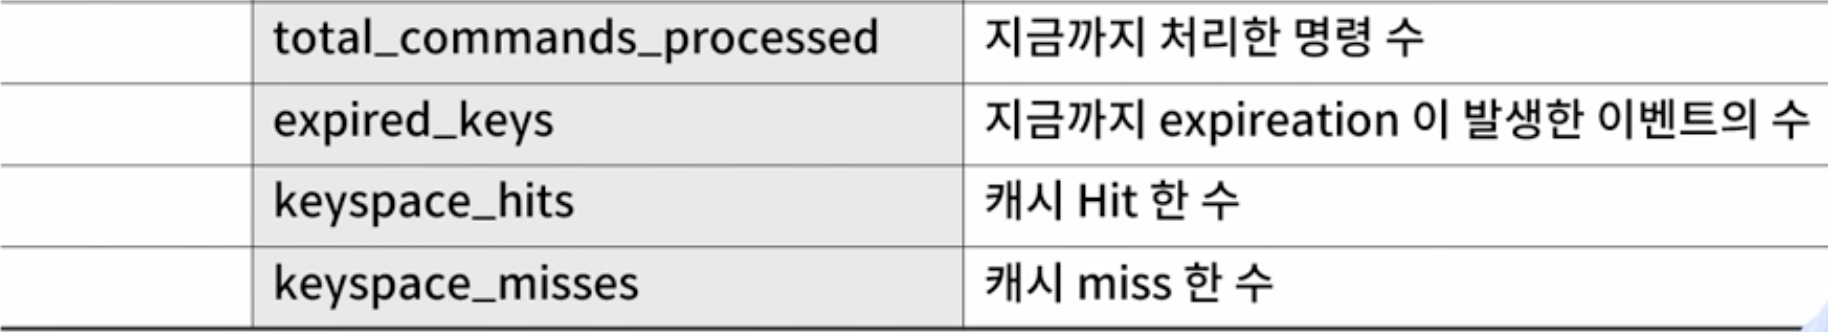 total_commands_processed 지금까지 처리한 명령 수
expired_keys 지금까지 expireation 이 발생한 이벤트의 수
keyspace_hits 캐시 Hit 한 수
keyspace_misses 캐시 miss 한 수